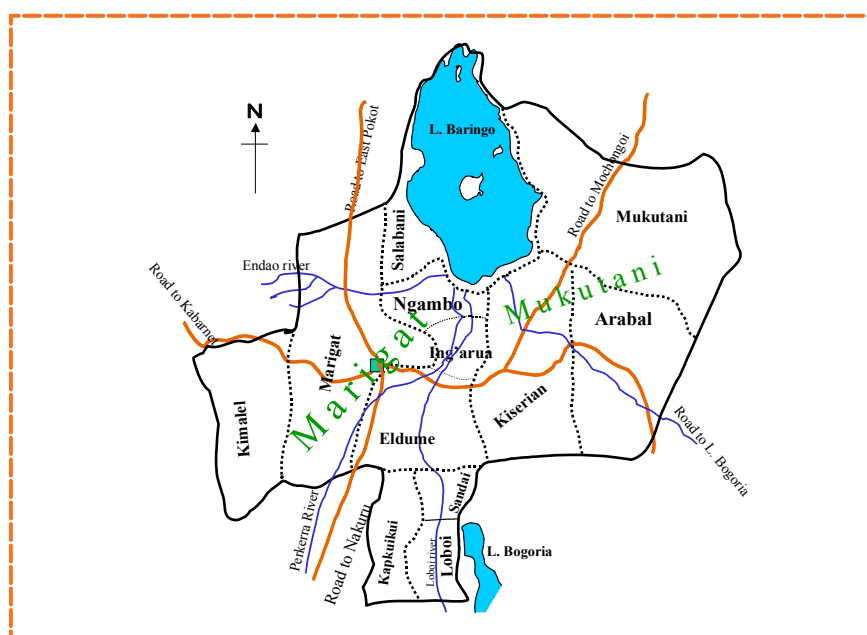 N
L. Baringo
Road to East Pokot
Road to Mochongoi
Mukutani
Salabani
Endao river
Road to Kabarnet
Ngambo
Mukutani
Arabal
Marigat
Ing'arua
Marigat
Kimalel
Kiserian
Eldume
Road to L. Bogoria
Perkerra River
Road to Nakuru
Sandai
Kapkuikui
Loboi river
Loboi
L. Bogoria